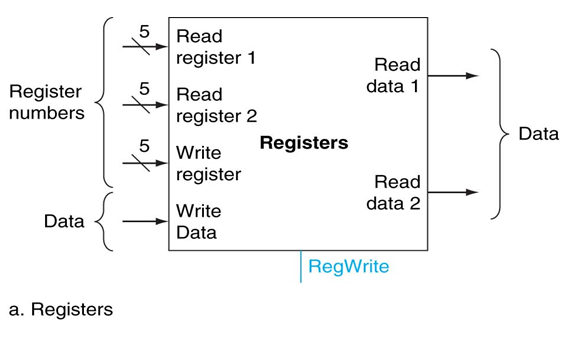 5
Read
register 1
5
Read
register 2
5
Write
register
Write
Data
Register
numbers
Data
Registers
Read
data 1
Read
data 2
Data
RegWrite
a. Registers